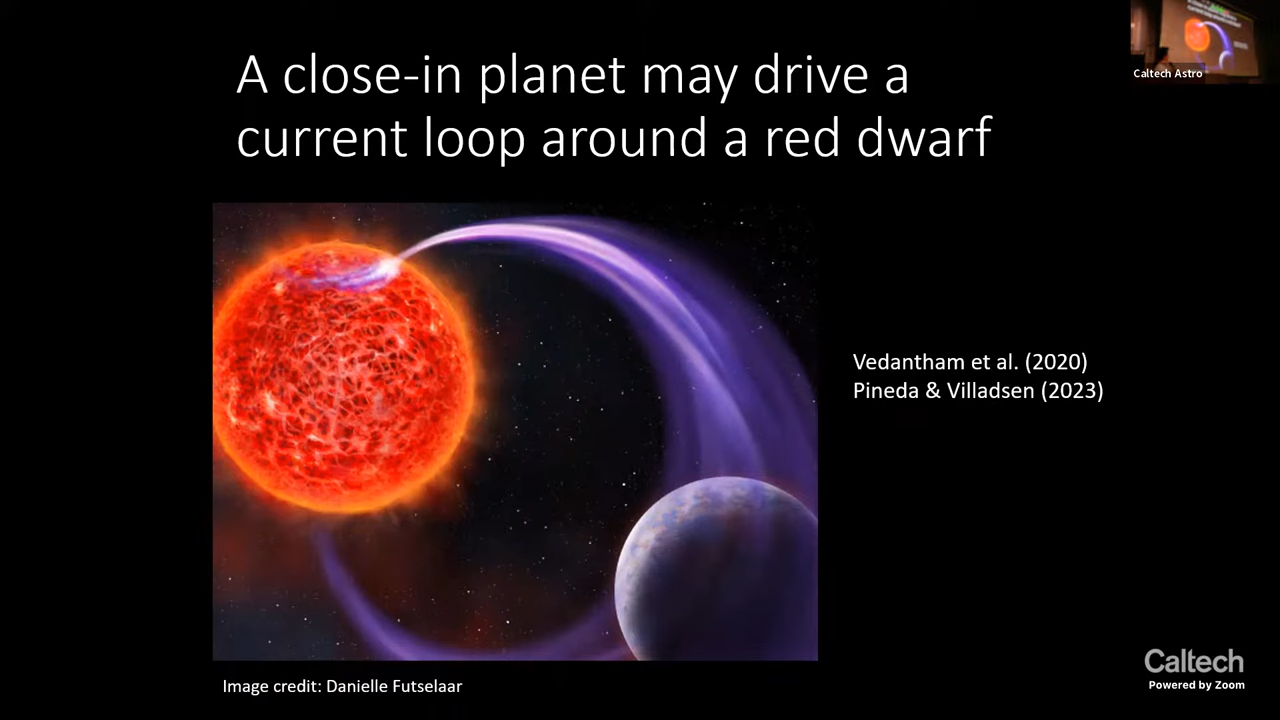 A close-in planet may drive a
current loop around a red dwarf
Caltech Astro
Vedantham et al. (2020)
Pineda & Villadsen (2023)
Image credit: Danielle Futselaar
Caltech
Powered by Zoom